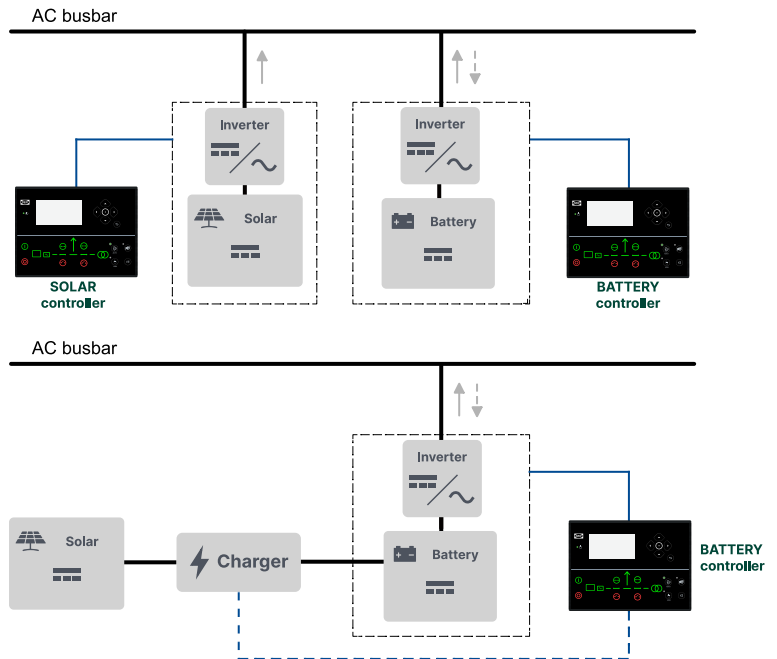 AC busbar
Inverter
Inverter
Solar
Battery
SOLAR
controller
BATTERY
controller
AC busbar
Inverter
Solar
Charger
Battery
BATTERY
controller